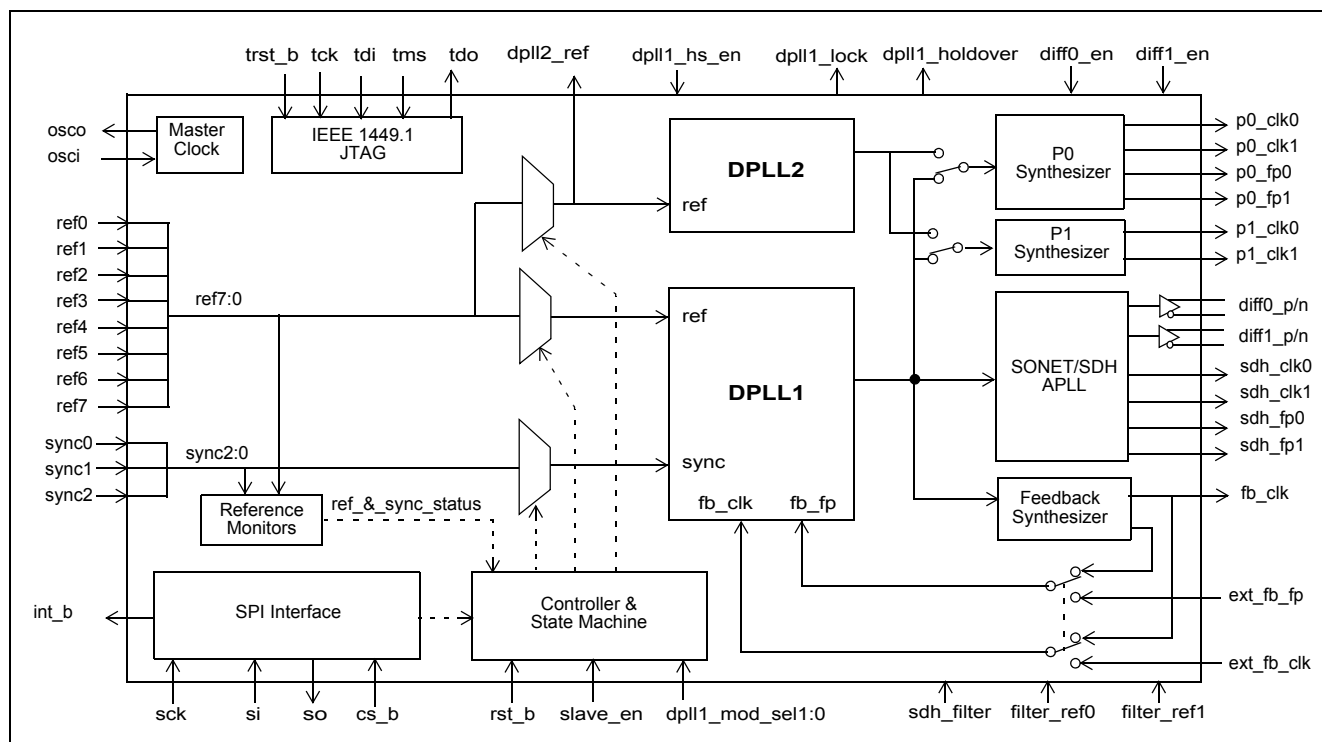 trst_b tck tdi tms tdo dpll2_ref dpll1_hs_en dpll1_lock dpll1_holdover diff0_en diff1_en
osco
osci
Master
Clock
IEEE 1449.1
JTAG
DPLL2
ref
P0
Synthesizer
p0_clk0
p0_clk1
p0_fp0
p0_fp1
P1
Synthesizer
p1_clk0
p1_clk1
ref0
ref1
ref2
ref3
ref4
ref5
ref6
ref7
ref7:0
ref
DPLL1
sync
fb_clk fb_fp
SONET/SDH
APLL
diff0_p/n
diff1_p/n
sdh_clk0
sdh_clk1
sdh_fp0
sdh_fp1
sync0
sync1
sync2
sync2:0
Reference
Monitors
ref_&_sync_status
Feedback
Synthesizer
fb_clk
ext_fb_fp
ext_fb_clk
int_b
SPI Interface
Controller &
State Machine
sck si so cs_b rst_b slave_en dpll1_mod_sel1:0 sdh_filter filter_ref0 filter_ref1